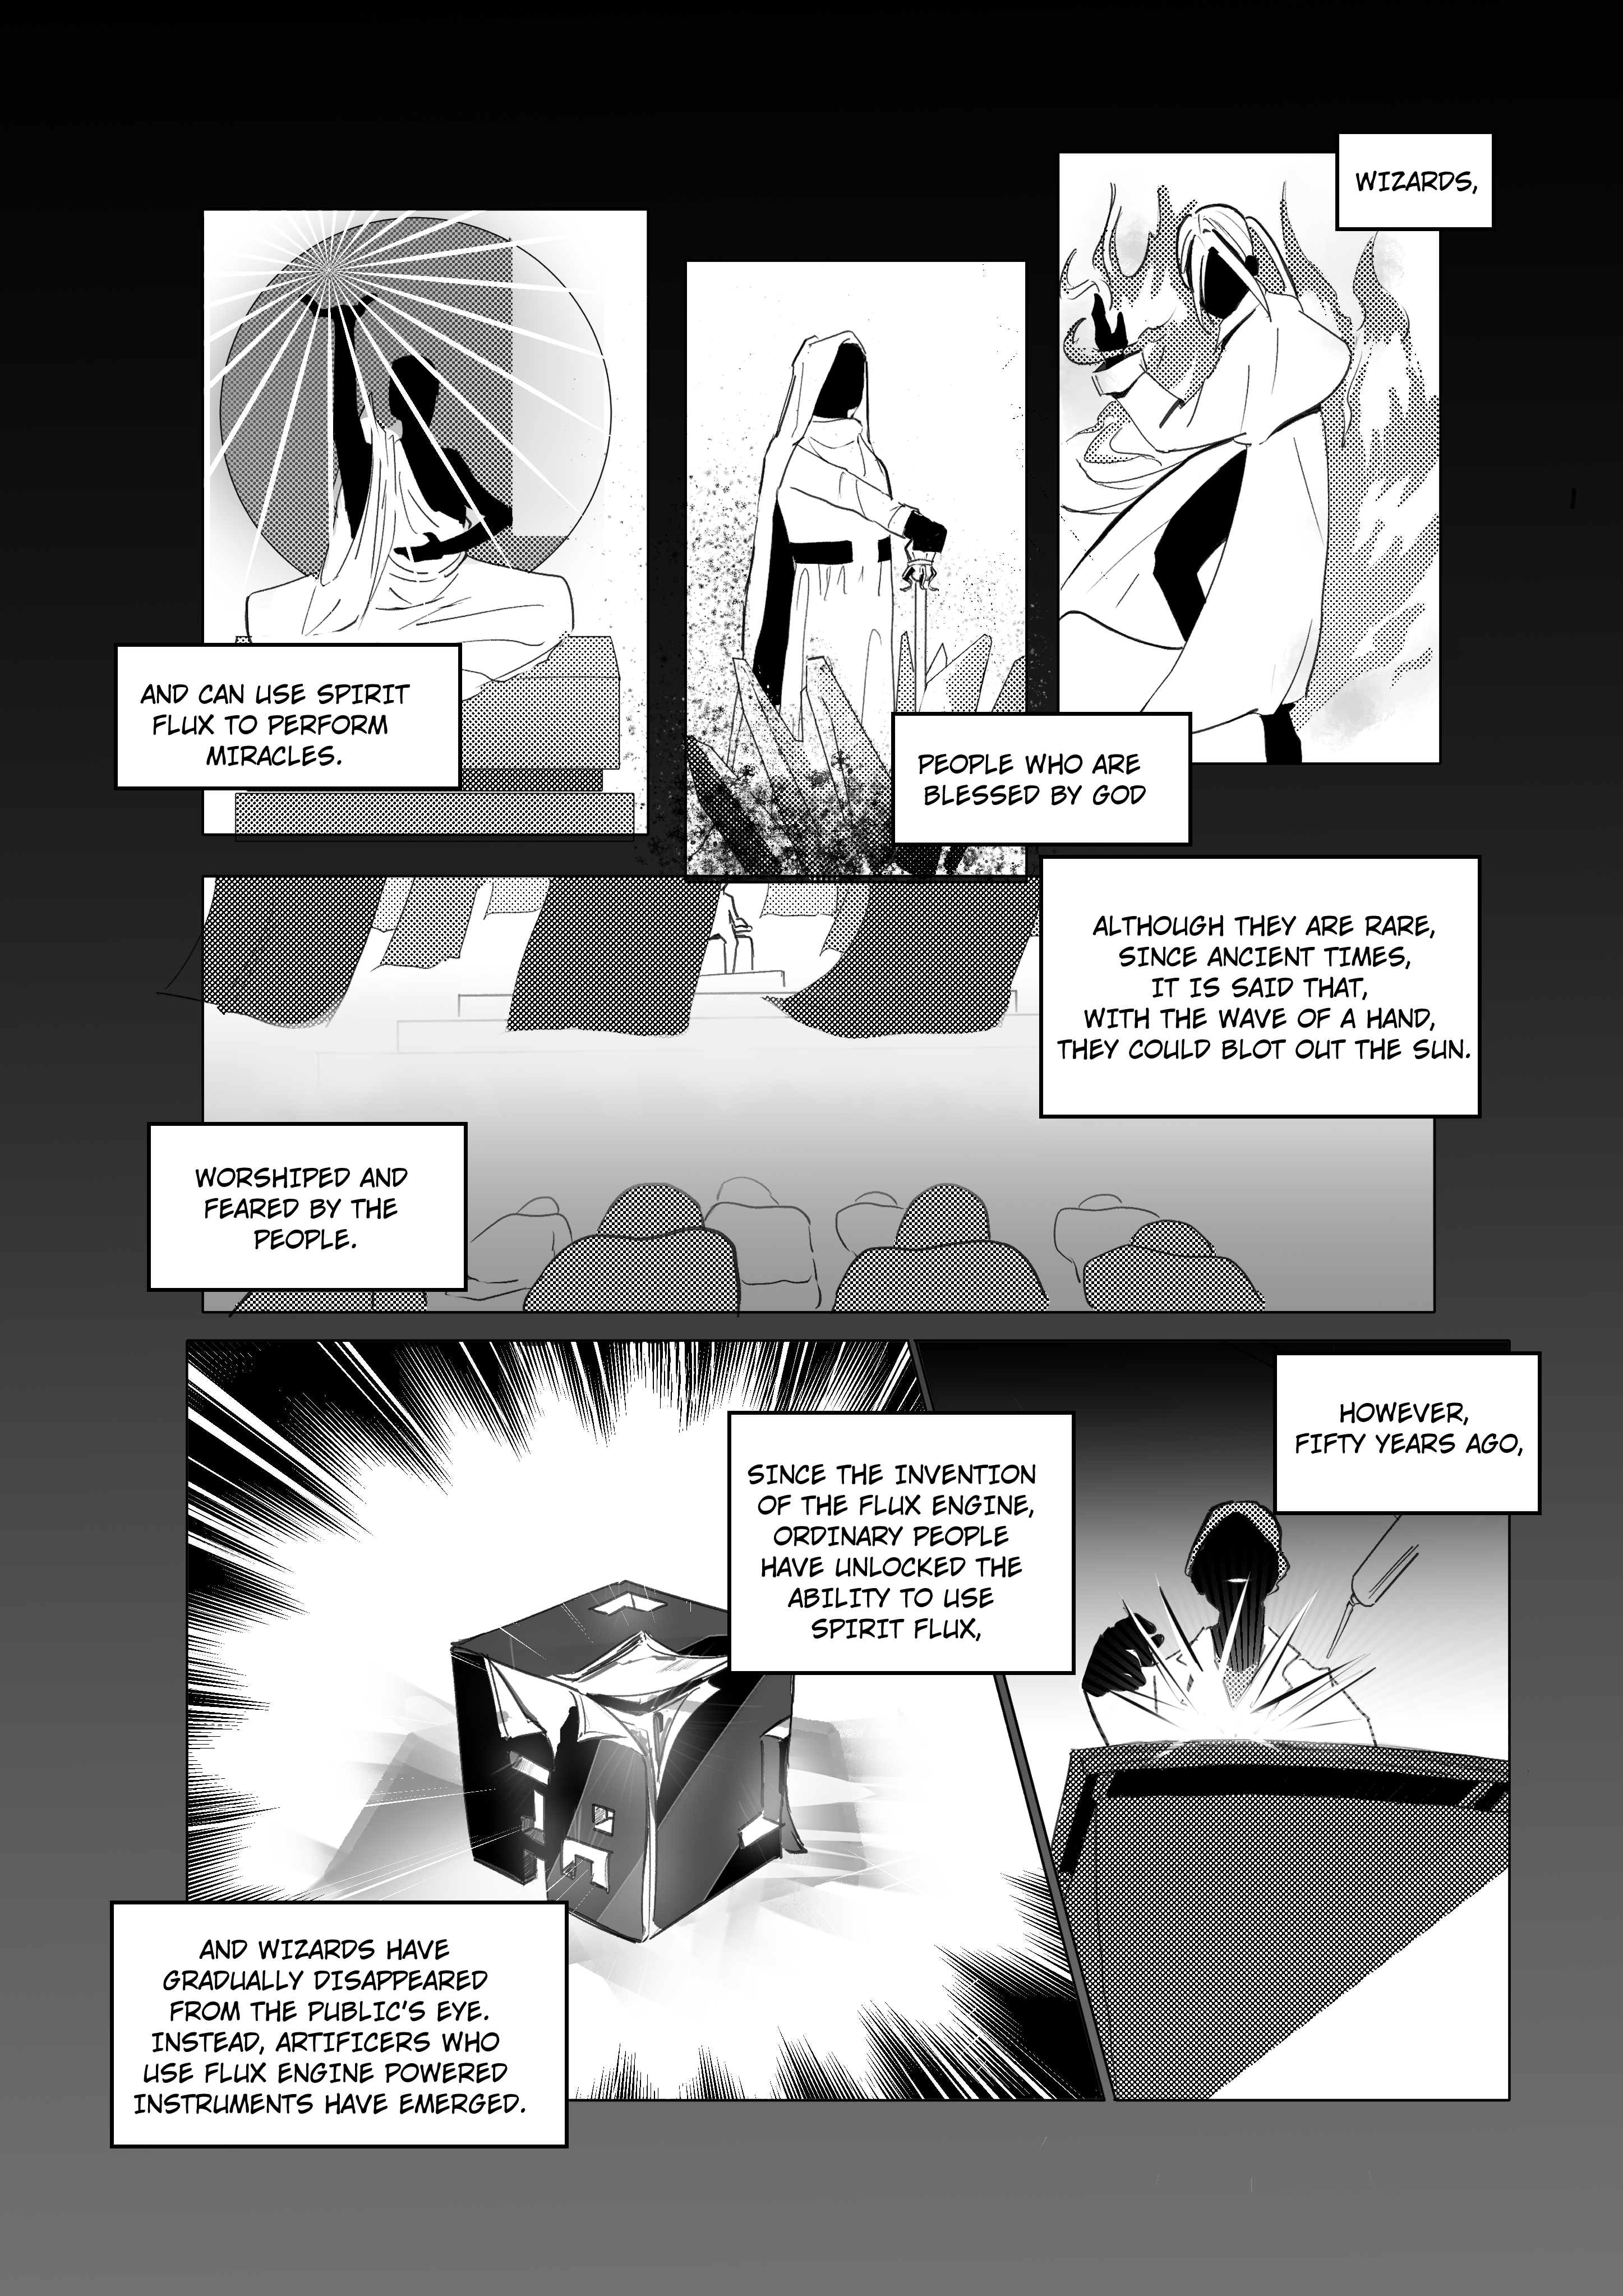 WIZARDS,
PEOPLE WHO ARE
BLESSED BY GOD
AND CAN USE SPIRIT
FLUX TO PERFORM
MIRACLES.
ALTHOUGH THEY ARE RARE,
SINCE ANCIENT TIMES,
IT IS SAID THAT,
WITH THE WAVE OF A HAND,
THEY COULD BLOT OUT THE SUN.
WORSHIPED AND
FEARED BY THE
PEOPLE.
HOWEVER,
FIFTY YEARS AGO,
SINCE THE INVENTION
OF THE FLUX ENGINE,
ORDINARY PEOPLE
HAVE UNLOCKED THE
ABILITY TO USE
SPIRIT FLUX,
AND WIZARDS HAVE
GRADUALLY DISAPPEARED
FROM THE PUBLIC'S EYE.
INSTEAD, ARTIFICERS WHO
USE FLUX ENGINE POWERED
INSTRUMENTS HAVE EMERGED.